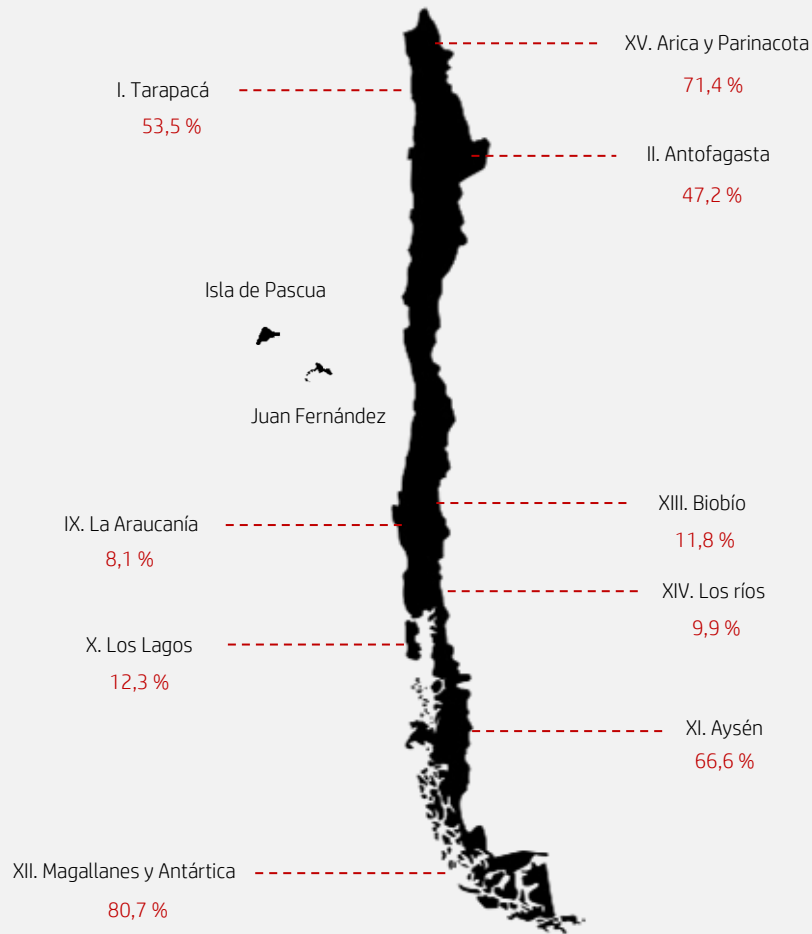 XV. Arica y Parinacota
71,4 %
I. Tarapacá
53,5 %
II. Antofagasta
47,2 %
Isla de Pascua
Juan Fernández
XIII. Biobío
11,8 %
IX. La Araucanía
8,1 %
XIV. Los ríos
9,9 %
X. Los Lagos
12,3 %
XI. Aysén
66,6 %
XII. Magallanes y Antártica
80,7 %